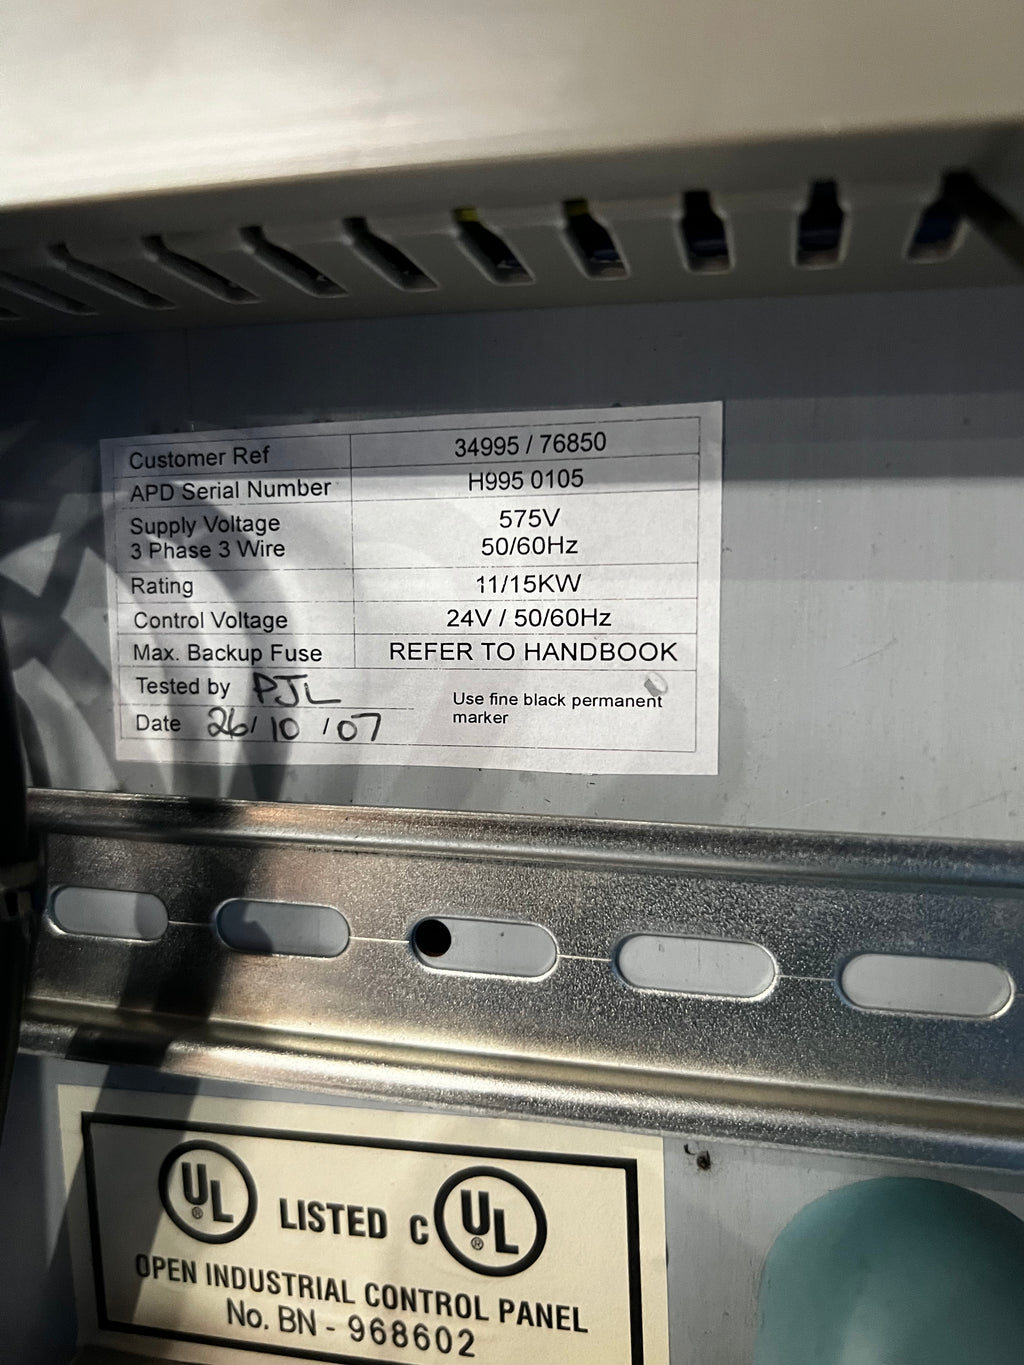 Customer Ref 34995 / 76850
APD Serial Number H995 0105
Supply Voltage 575V
3 Phase 3 Wire 50/60Hz
Rating 11/15KW
Control Voltage 24V / 50/60Hz
Max. Backup Fuse REFER TO HANDBOOK
Tested by PJL
Use fine black permanent
marker
Date 26/10/07
UL ® LISTED C UL ®
OPEN INDUSTRIAL CONTROL PANEL
No. BN - 968602